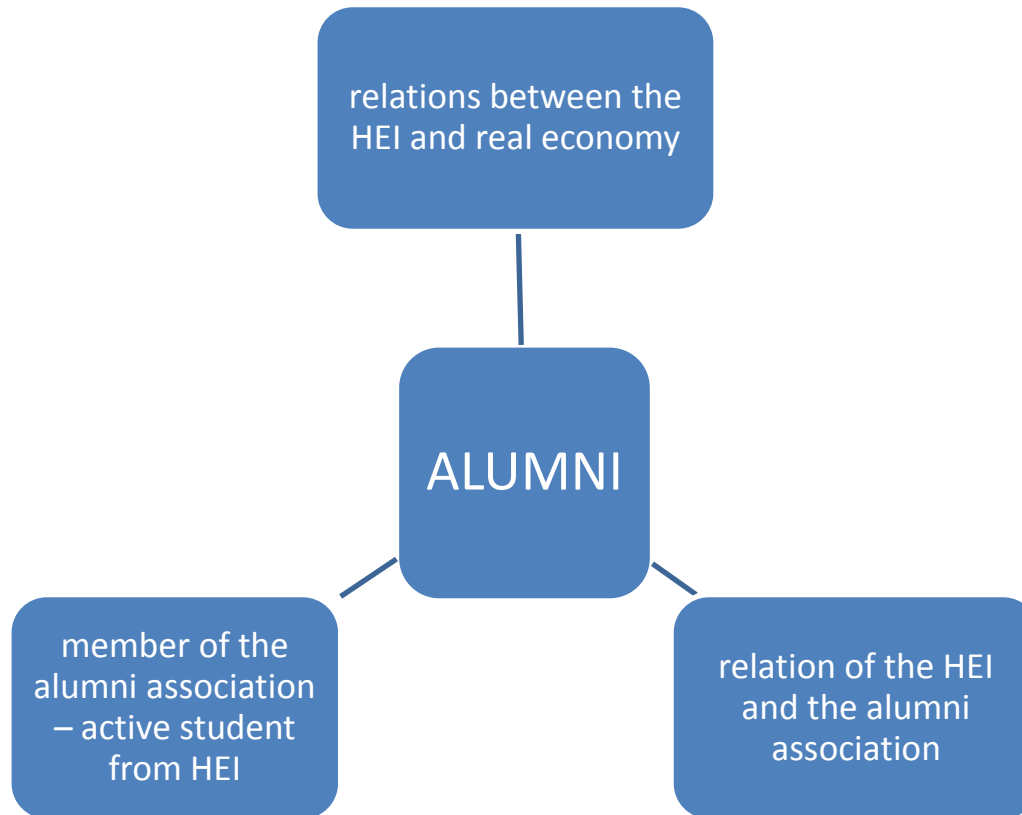 relations between the
HEI and real economy
ALUMNI
member of the
alumni association
– active student
from HEI
relation of the HEI
and the alumni
association